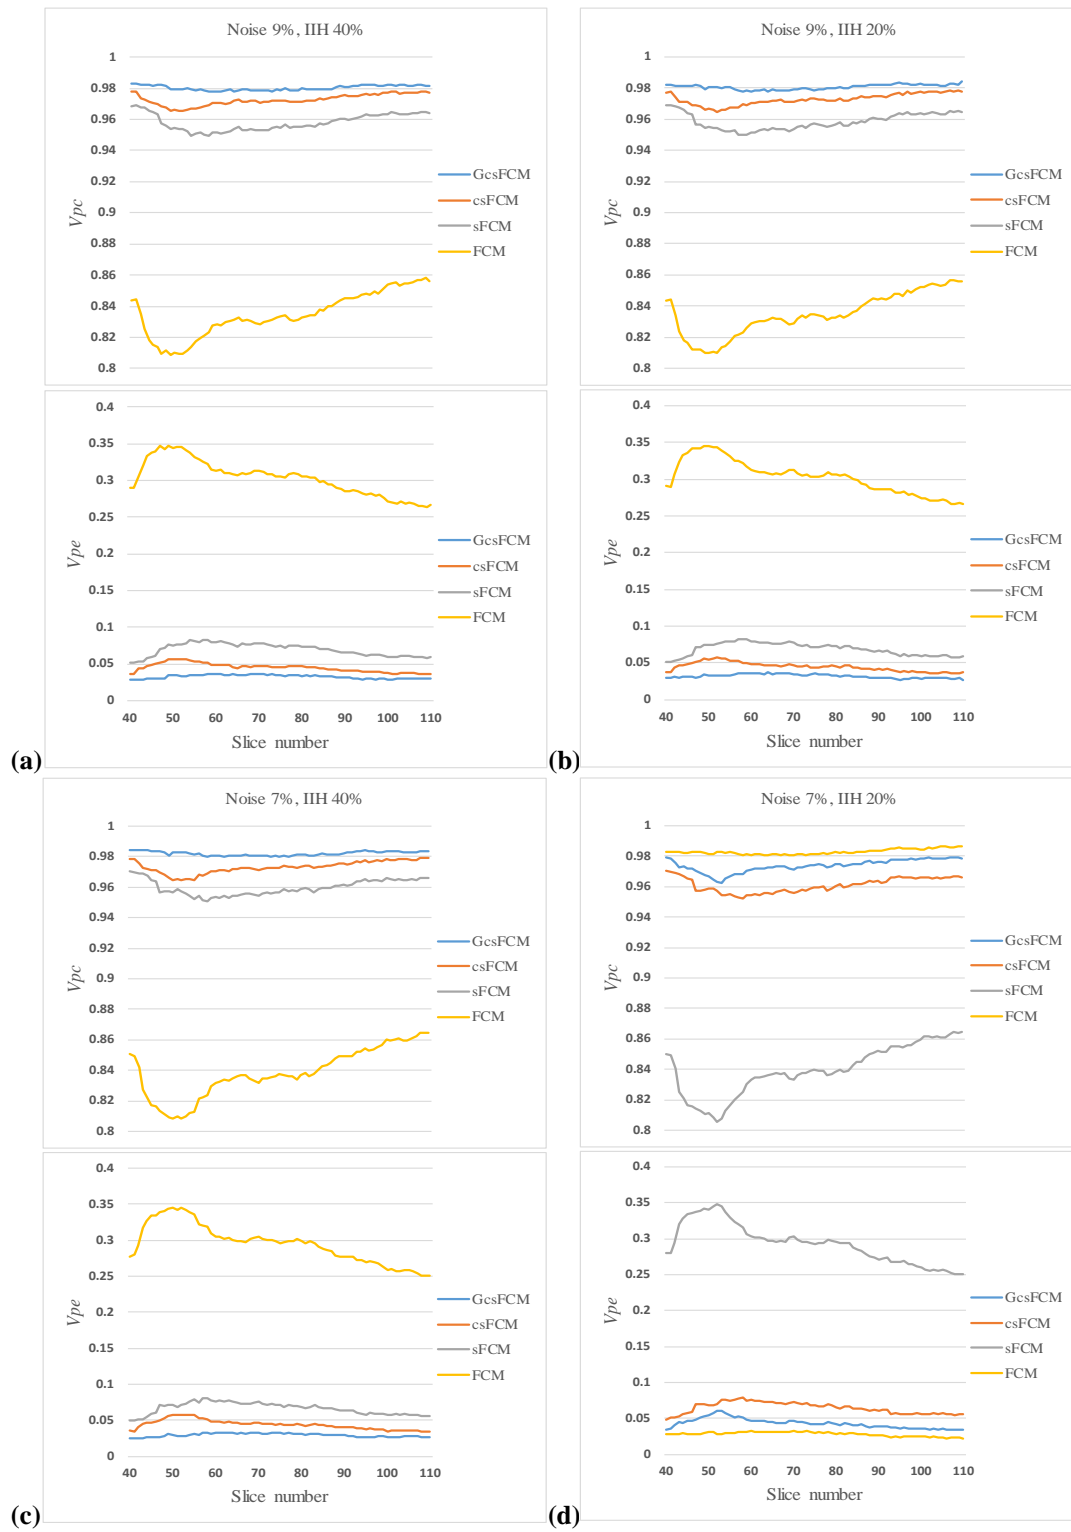 Noise 9%, IIH 40%
1
0.98
0.96
0.94
0.92
0.9
0.88
0.86
0.84
0.82
0.8
Vpc
GcsFCM
csFCM
sFCM
FCM
0.4
0.35
0.3
0.25
0.2
0.15
0.1
0.05
0
Vpe
GcsFCM
csFCM
sFCM
FCM
40 50 60 70 80 90 100 110
Slice number
(a)
Noise 9%, IIH 20%
1
0.98
0.96
0.94
0.92
0.9
0.88
0.86
0.84
0.82
0.8
Vpc
GcsFCM
csFCM
sFCM
FCM
0.4
0.35
0.3
0.25
0.2
0.15
0.1
0.05
0
Vpe
GcsFCM
csFCM
sFCM
FCM
40 50 60 70 80 90 100 110
Slice number
(b)
Noise 7%, IIH 40%
1
0.98
0.96
0.94
0.92
0.9
0.88
0.86
0.84
0.82
0.8
Vpc
GcsFCM
csFCM
sFCM
FCM
0.4
0.35
0.3
0.25
0.2
0.15
0.1
0.05
0
Vpe
GcsFCM
csFCM
sFCM
FCM
40 50 60 70 80 90 100 110
Slice number
(c)
Noise 7%, IIH 20%
1
0.98
0.96
0.94
0.92
0.9
0.88
0.86
0.84
0.82
0.8
Vpc
GcsFCM
csFCM
sFCM
FCM
0.4
0.35
0.3
0.25
0.2
0.15
0.1
0.05
0
Vpe
GcsFCM
csFCM
sFCM
FCM
40 50 60 70 80 90 100 110
Slice number
(d)